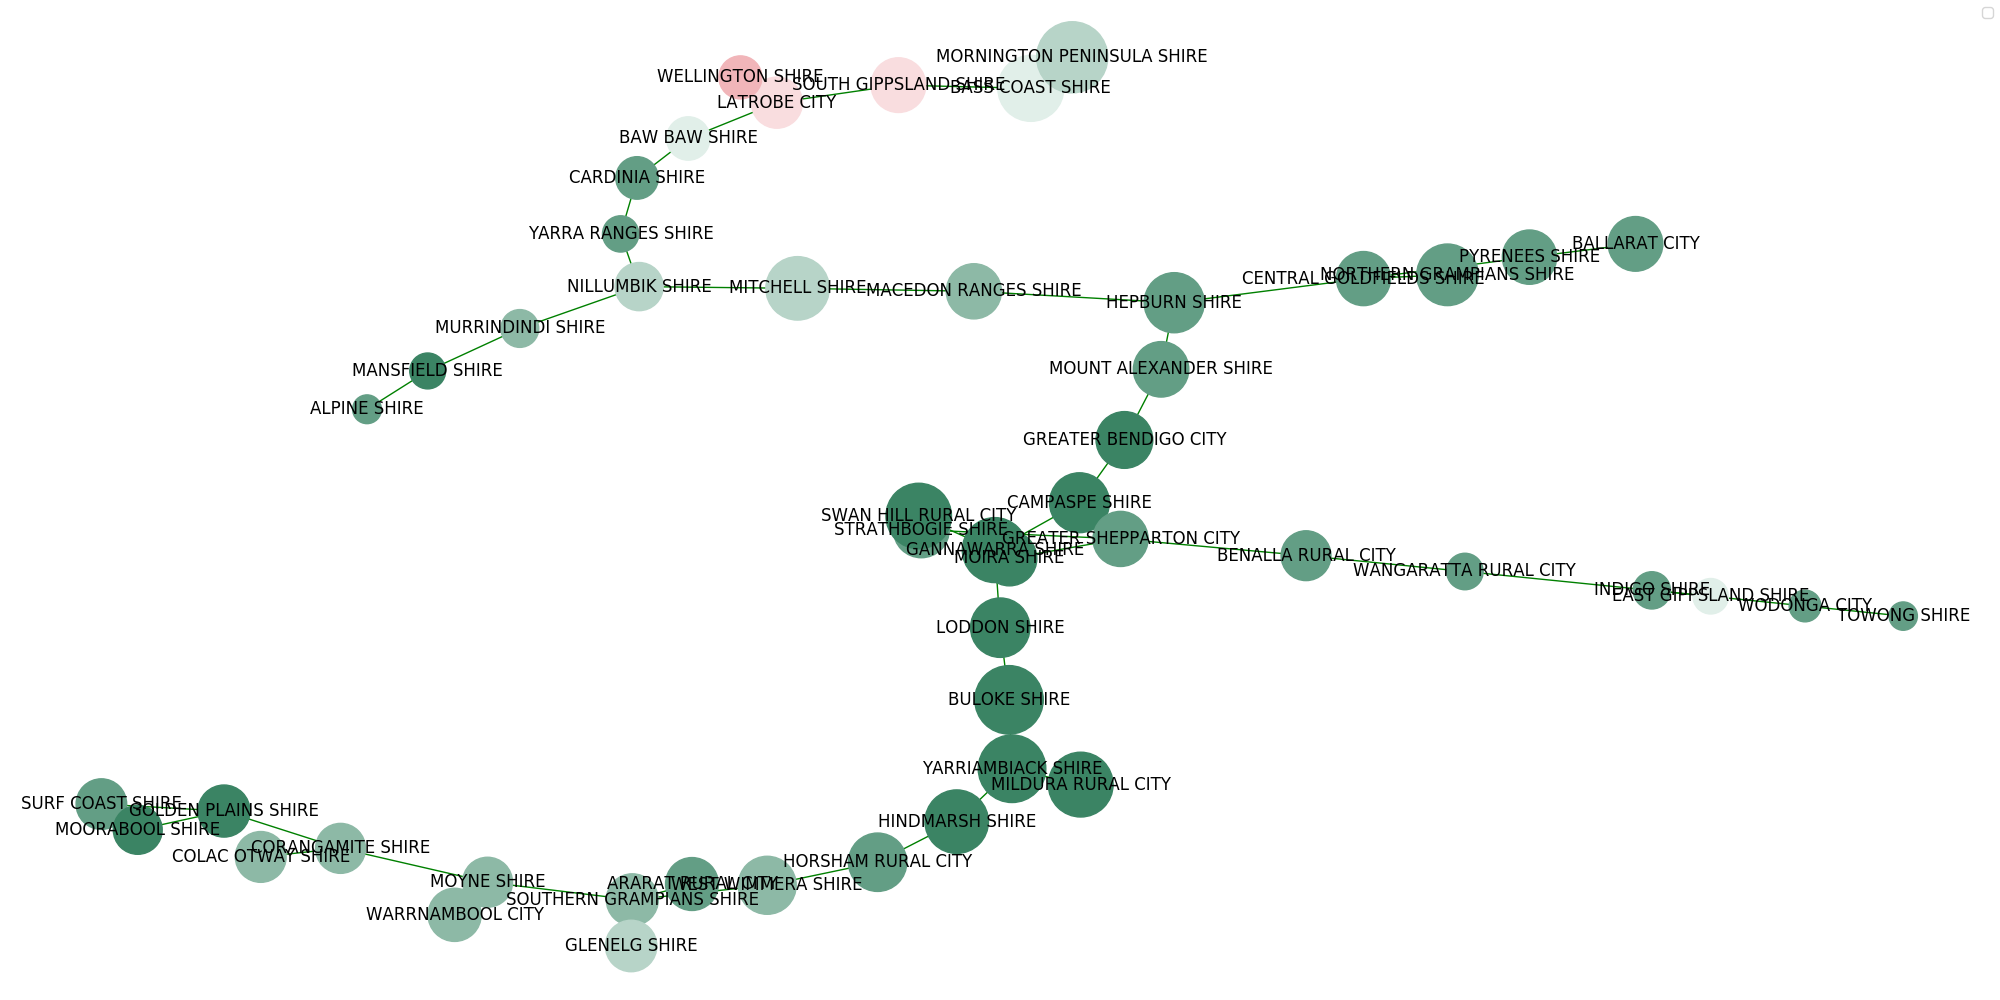 MORNINGTON PENINSULA SHIRE
WELLINGTON SHIRE
SOUTH GIPPSLAND SHIRE
BASS COAST SHIRE
LATROBE CITY
BAW BAW SHIRE
CARDINIA SHIRE
YARRA RANGES SHIRE
BALLARAT CITY
PYRENEES SHIRE
NORTHERN GRAMPIANS SHIRE
CENTRAL GOLDFIELDS SHIRE
NILLUMBIK SHIRE
MITCHELL SHIRE
MACEDON RANGES SHIRE
HEPBURN SHIRE
MURRINDINDI SHIRE
MOUNT ALEXANDER SHIRE
MANSFIELD SHIRE
ALPINE SHIRE
GREATER BENDIGO CITY
CAMPASPE SHIRE
SWAN HILL RURAL CITY
STRATHBOGIE SHIRE
GREATER SHEPPARTON CITY
GANNAWARRA SHIRE
MOIRA SHIRE
BENALLA RURAL CITY
WANGARATTA RURAL CITY
INDIGO SHIRE
EAST GIPPSLAND SHIRE
WODONGA CITY
TOWONG SHIRE
LODDON SHIRE
BULOKE SHIRE
YARRIAMBIACK SHIRE
MILDURA RURAL CITY
SURF COAST SHIRE
GOLDEN PLAINS SHIRE
HINDMARSH SHIRE
MOORABOOL SHIRE
CORANGAMITE SHIRE
COLAC OTWAY SHIRE
HORSHAM RURAL CITY
MOYNE SHIRE
ARARAT RURAL CITY
WEST WIMMERA SHIRE
SOUTHERN GRAMPIANS SHIRE
WARRNAMBOOL CITY
GLENELG SHIRE